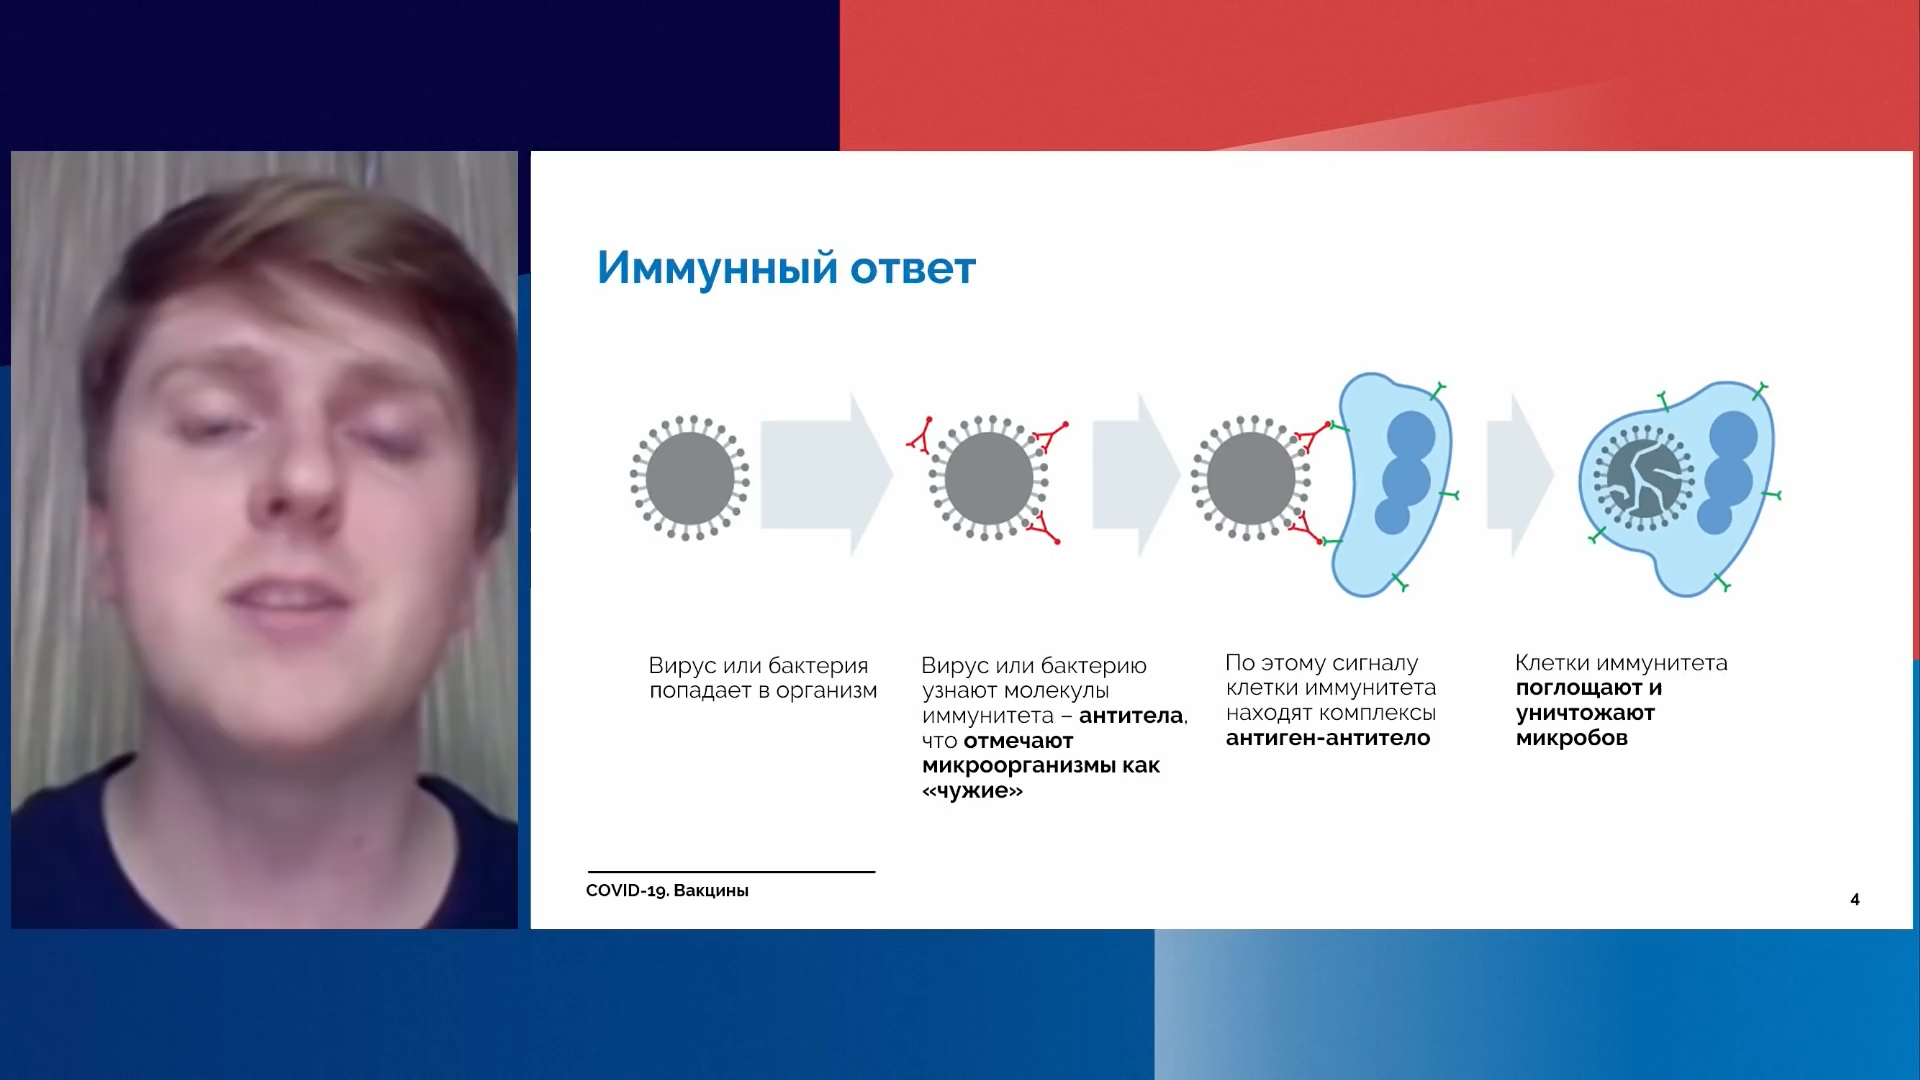 Иммунный ответ
Вирус или бактерия
попадает в организм
Вирус или бактерию
узнают молекулы
иммунитета – антитела,
что отмечают
микроорганизмы как
«чужие»
По этому сигналу
клетки иммунитета
находят комплексы
антиген-антитело
Клетки иммунитета
поглощают и
уничтожают
микробов
COVID-19. Вакцины
4